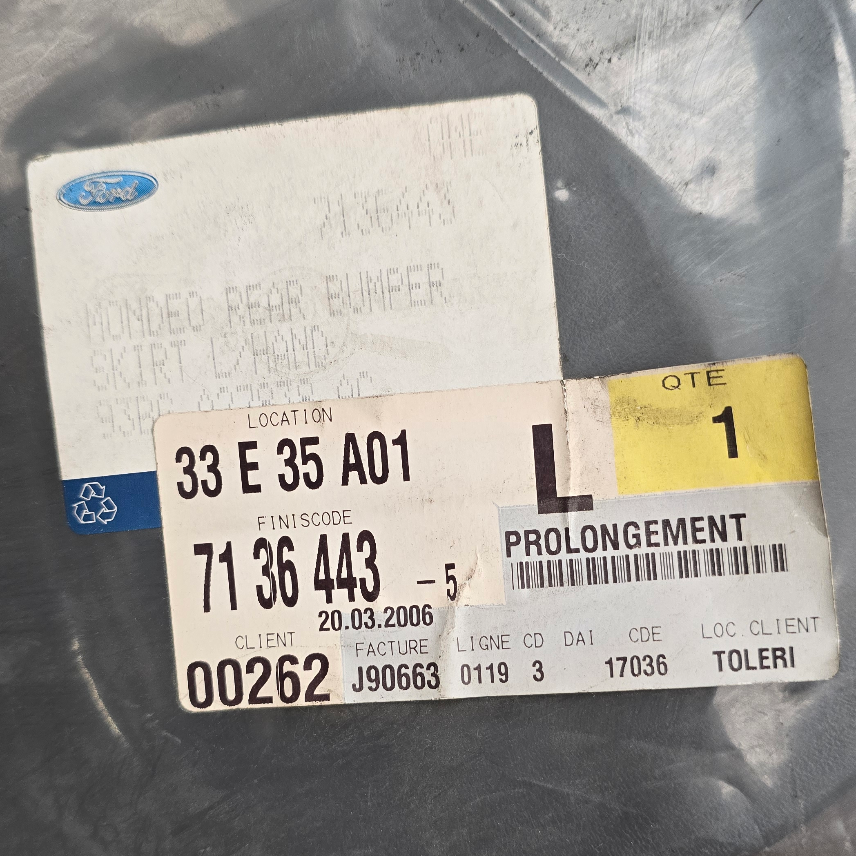 Ford
7136443
MONDEO REAR BUMPER
SKIRT L/HAND
LOCATION
33 E 35 A01
L
QTE
1
FINISCODE
71 36 443 - 5
PROLONGEMENT
20.03.2006
CLIENT FACTURE LIGNE CD DAI CDE LOC.CLIENT
00262 J90663 0119 3 17036 TOLERI